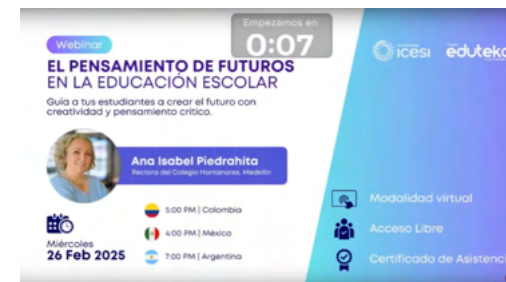 Empezamos en
0:07
Webinar
EL PENSAMIENTO DE FUTUROS
EN LA EDUCACIÓN ESCOLAR
Guía a tus estudiantes a crear el futuro con
creatividad y pensamiento crítico.
icesi eduteka
Ana Isabel Piedrahita
Rectora del Colegio Hontanares, Medellín
5:00 PM | Colombia
4:00 PM | México
7:00 PM | Argentina
Miércoles
26 Feb 2025
Modalidad virtual
Acceso Libre
Certificado de Asistenci